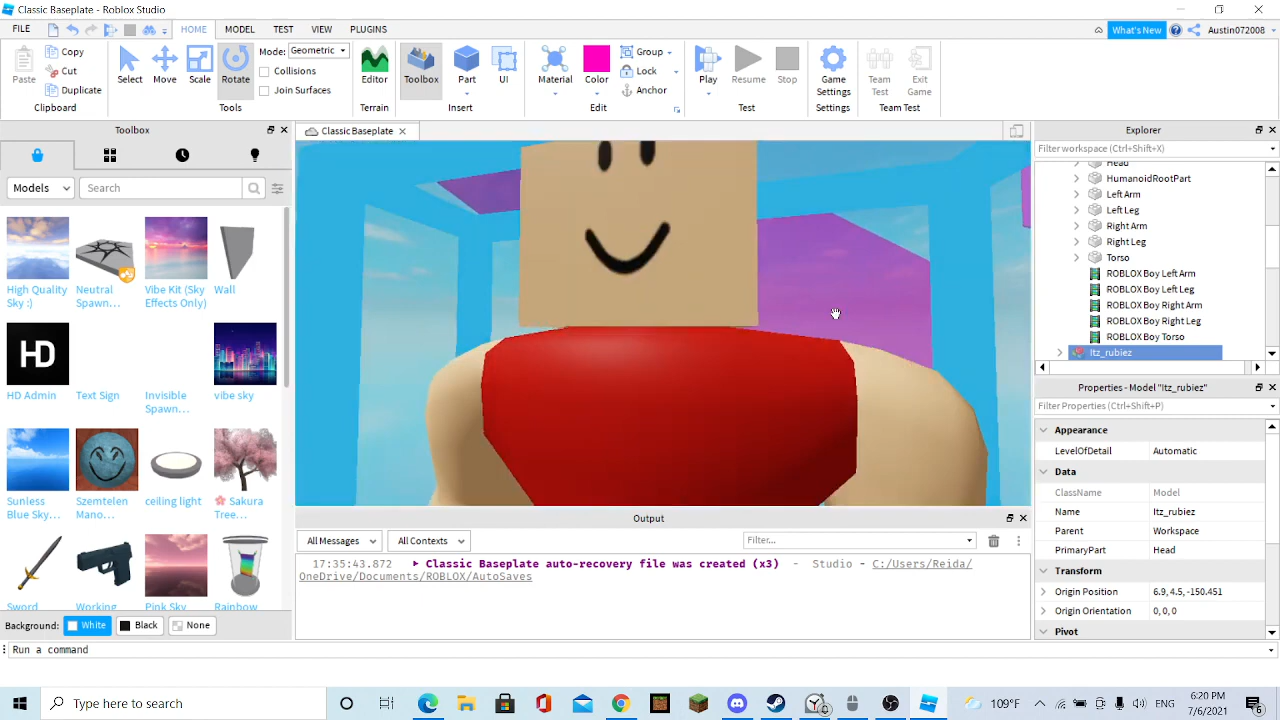 Classic Baseplate - Roblox Studio
FILE
HOME MODEL TEST VIEW PLUGINS
What's New
Austin072008
Paste Copy Cut Duplicate
Clipboard
Select Move Scale Rotate
Mode: Geometric
Collisions
Join Surfaces
Tools
Editor
Terrain
Toolbox Part UI
Insert
Material Color
Group
Lock
Anchor
Edit
Play Resume Stop
Test
Game Settings
Settings
Team Test
Exit Game
Team Test
Toolbox
Models
Search
High Quality Sky :)
Neutral Spawn...
Vibe Kit (Sky Effects Only)
Wall
HD
HD Admin
Text Sign
Invisible Spawn...
vibe sky
Sunless Blue Sky...
Szemtelen Mano...
ceiling light
🌸 Sakura Tree...
Sword
Working
Pink Sky
Rainbow
Background: White Black None
Classic Baseplate
Output
All Messages
All Contexts
Filter...
17:35:43.872 Classic Baseplate auto-recovery file was created (x3) - Studio - C:/Users/Reida/
OneDrive/Documents/ROBLOX/AutoSaves
Run a command
Explorer
Filter workspace (Ctrl+Shift+X)
Head
HumanoidRootPart
Left Arm
Left Leg
Right Arm
Right Leg
Torso
ROBLOX Boy Left Arm
ROBLOX Boy Left Leg
ROBLOX Boy Right Arm
ROBLOX Boy Right Leg
ROBLOX Boy Torso
Itz_rubiez
Properties - Model "Itz_rubiez"
Filter Properties (Ctrl+Shift+P)
Appearance
LevelOfDetail Automatic
Data
ClassName Model
Name Itz_rubiez
Parent Workspace
PrimaryPart Head
Transform
Origin Position 6.9, 4.5, -150.451
Origin Orientation 0, 0, 0
Pivot
Type here to search
109°F
6:20 PM
7/6/2021